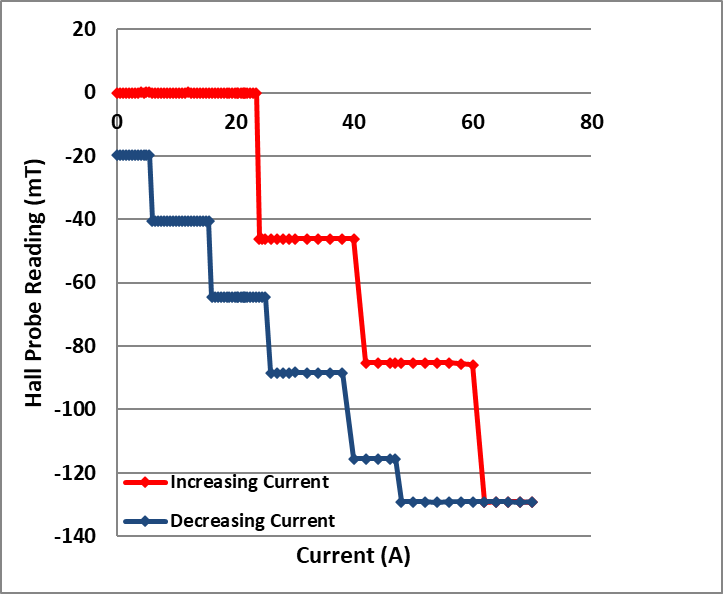 20
0
0 20 40 60 80
-20
-40
-60
-80
-100
-120
-140
Hall Probe Reading (mT)
Increasing Current
Decreasing Current
Current (A)